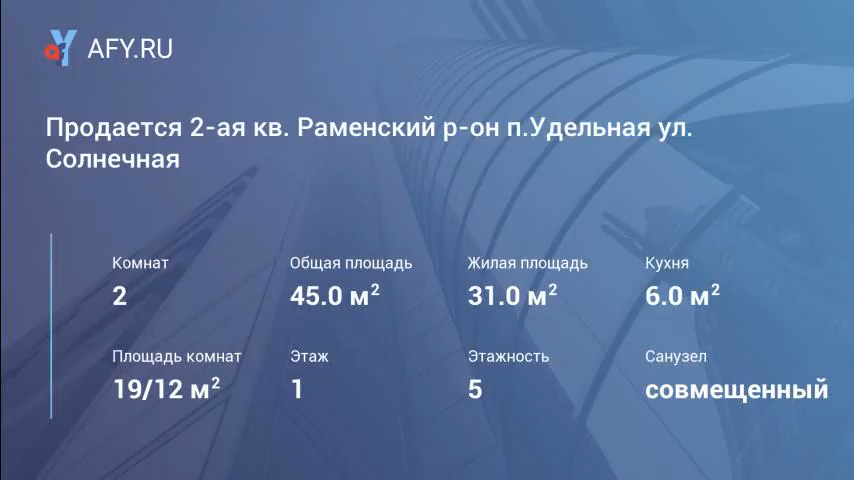 AFY.RU
Продается 2-ая кв. Раменский р-он п.Удельная ул.
Солнечная
Комнат
2
Общая площадь
45.0 м²
Жилая площадь
31.0 м²
Кухня
6.0 м²
Площадь комнат
19/12 м²
Этаж
1
Этажность
5
Санузел
совмещенный